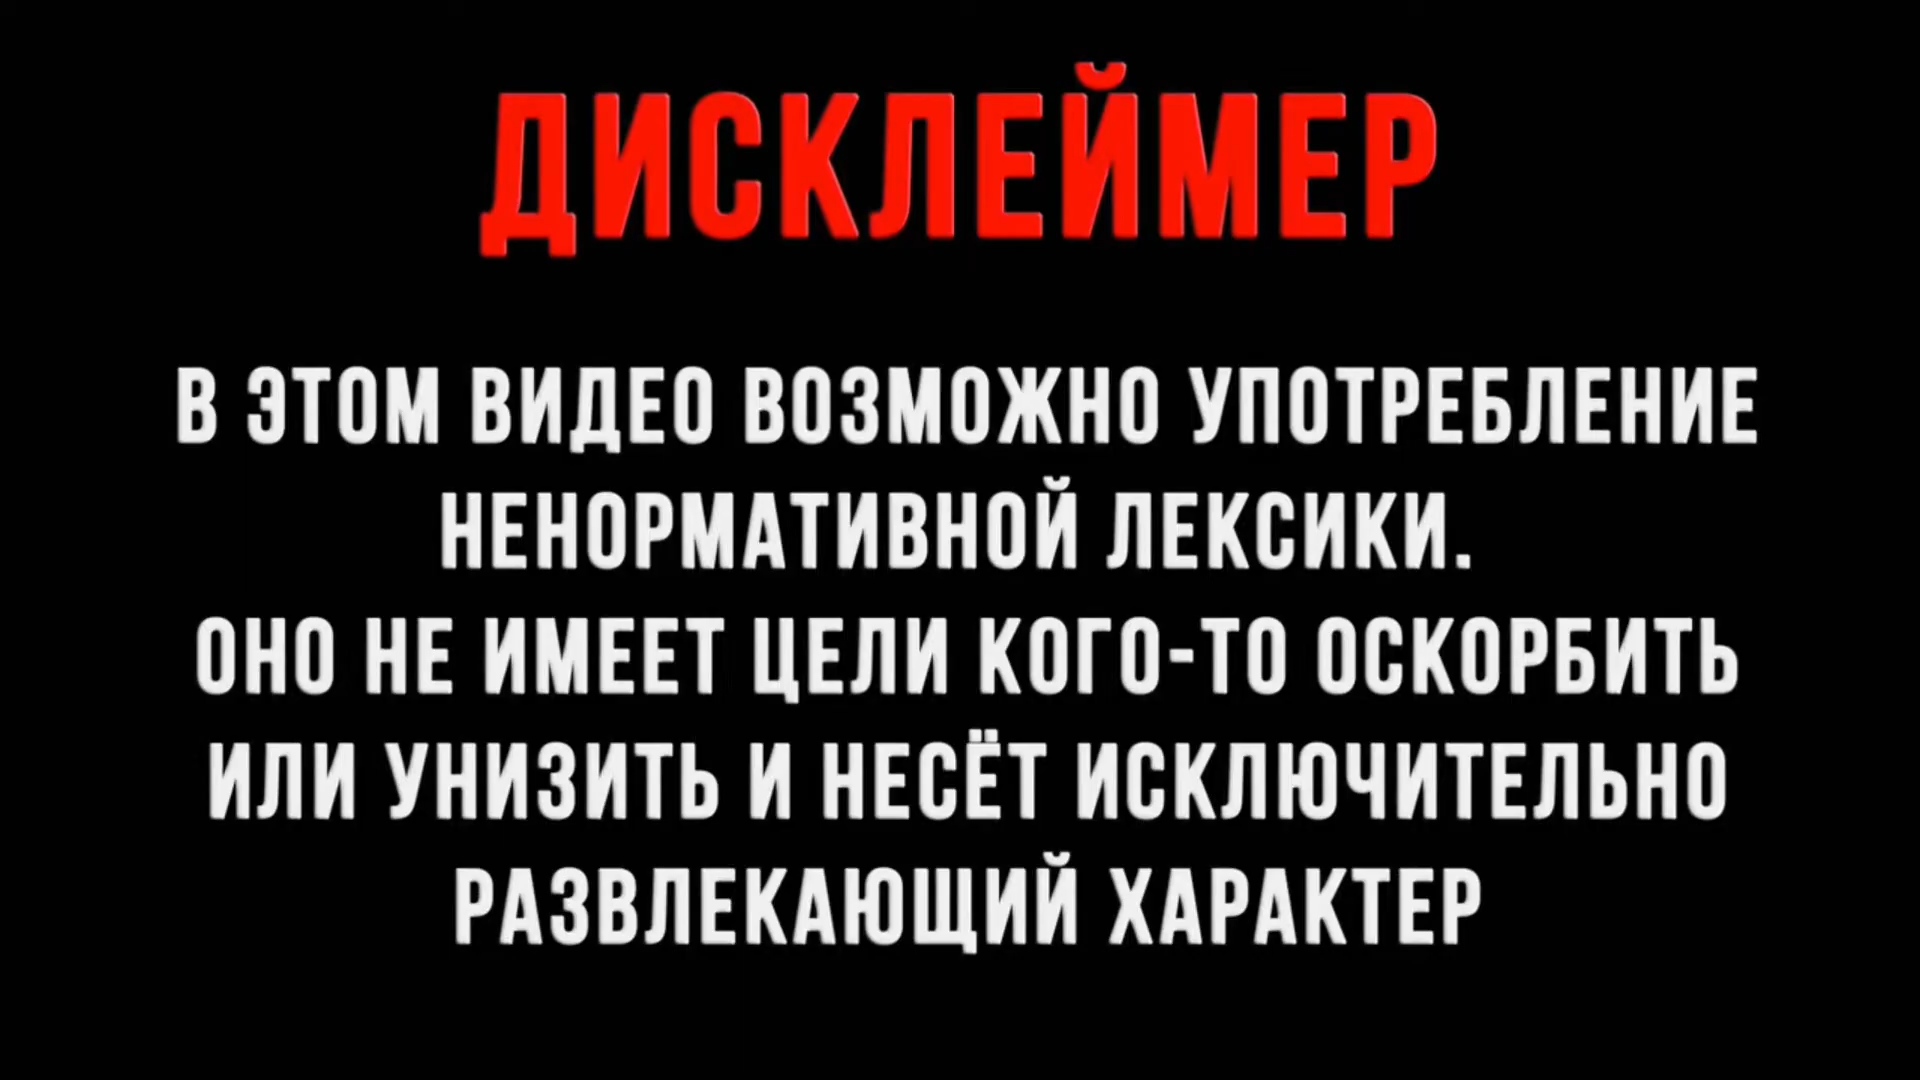 ДИСКЛЕЙМЕР
В ЭТОМ ВИДЕО ВОЗМОЖНО УПОТРЕБЛЕНИЕ
НЕНОРМАТИВНОЙ ЛЕКСИКИ.
ОНО НЕ ИМЕЕТ ЦЕЛИ КОГО-ТО ОСКОРБИТЬ
ИЛИ УНИЗИТЬ И НЕСЁТ ИСКЛЮЧИТЕЛЬНО
РАЗВЛЕКАЮЩИЙ ХАРАКТЕР